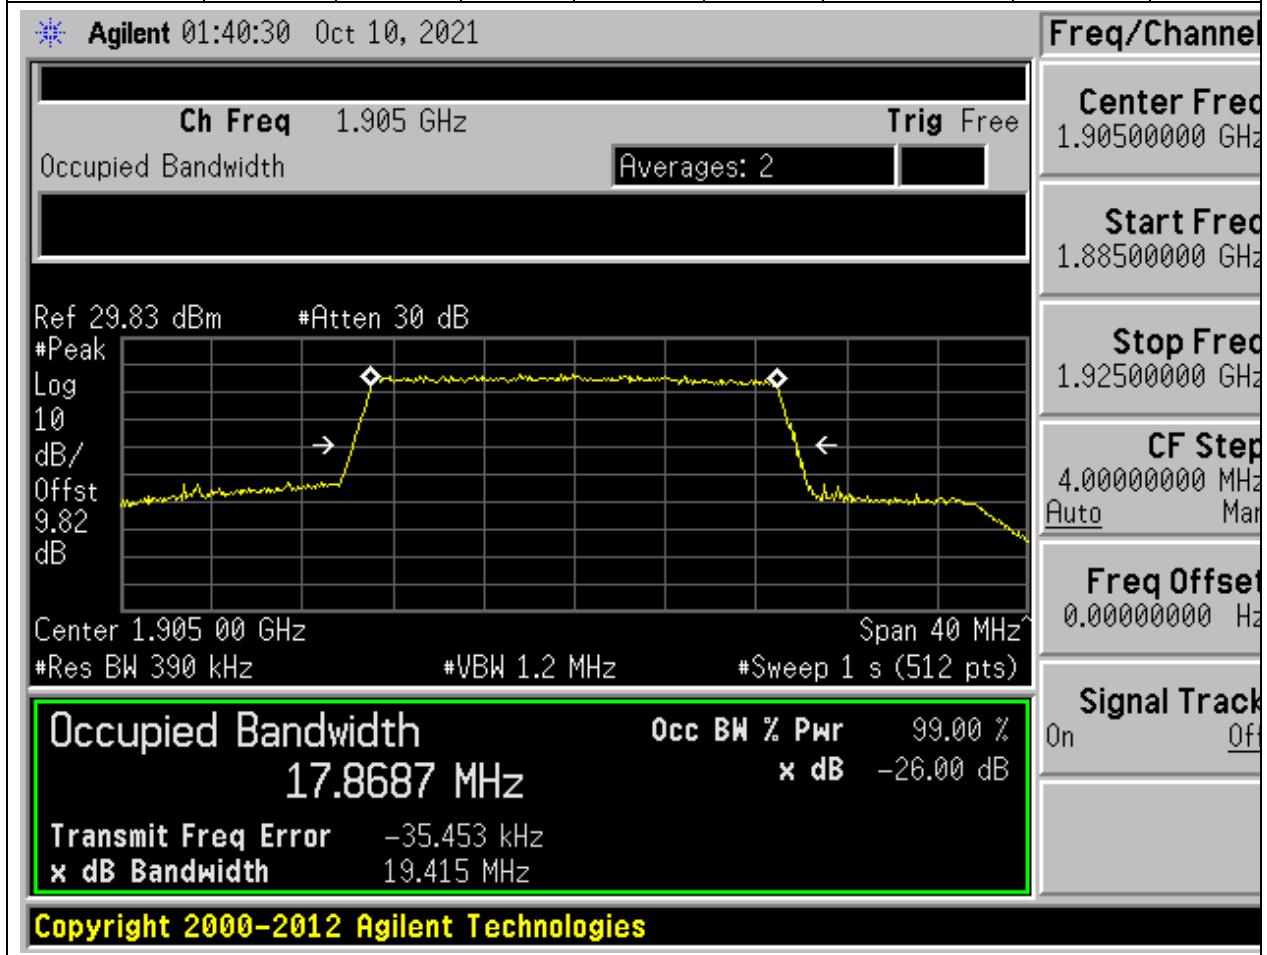 Agilent 01:40:30 Oct 10, 2021
Ch Freq 1.905 GHz Trig Free
Occupied Bandwidth Averages: 2
Ref 29.83 dBm #Atten 30 dB
#Peak
Log
10
dB/
Offst
9.82
dB
Center 1.905 00 GHz Span 40 MHz^
#Res BW 390 kHz #VBW 1.2 MHz #Sweep 1 s (512 pts)
Occupied Bandwidth Occ BW % Pwr 99.00 %
17.8687 MHz x dB -26.00 dB
Transmit Freq Error -35.453 kHz
x dB Bandwidth 19.415 MHz
Copyright 2000-2012 Agilent Technologies
Freq/Channel
Center Freq
1.90500000 GHz
Start Freq
1.88500000 GHz
Stop Freq
1.92500000 GHz
CF Step
4.00000000 MHz
Auto Man
Freq Offset
0.00000000 Hz
Signal Track
On Off